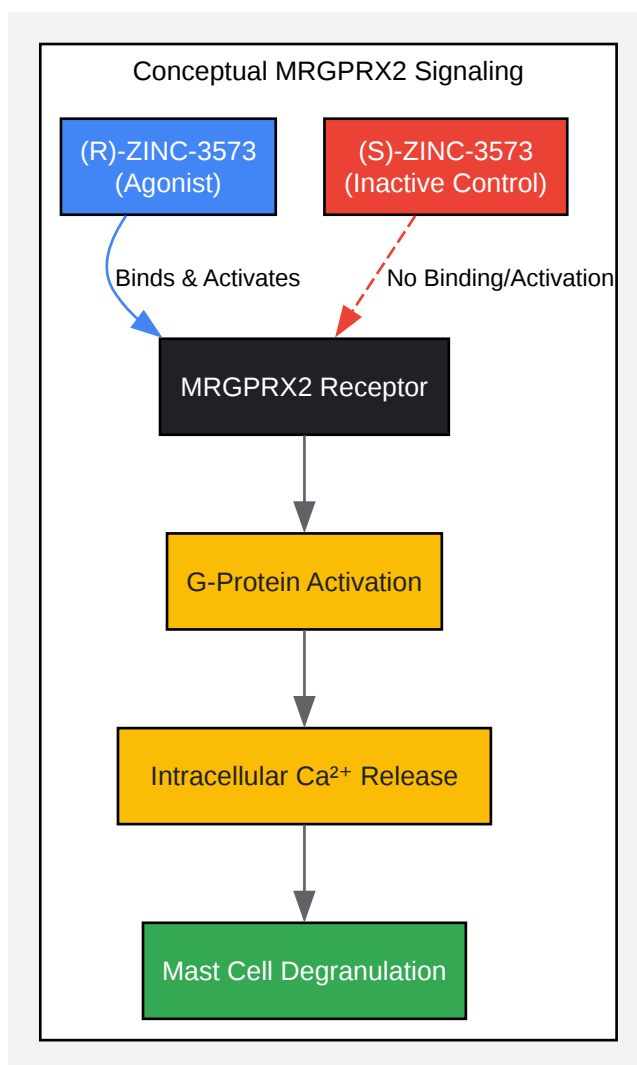 Conceptual MRGPRX2 Signaling
(R)-ZINC-3573
(Agonist)
(S)-ZINC-3573
(Inactive Control)
Binds & Activates
No Binding/Activation
MRGPRX2 Receptor
G-Protein Activation
Intracellular Ca²⁺ Release
Mast Cell Degranulation